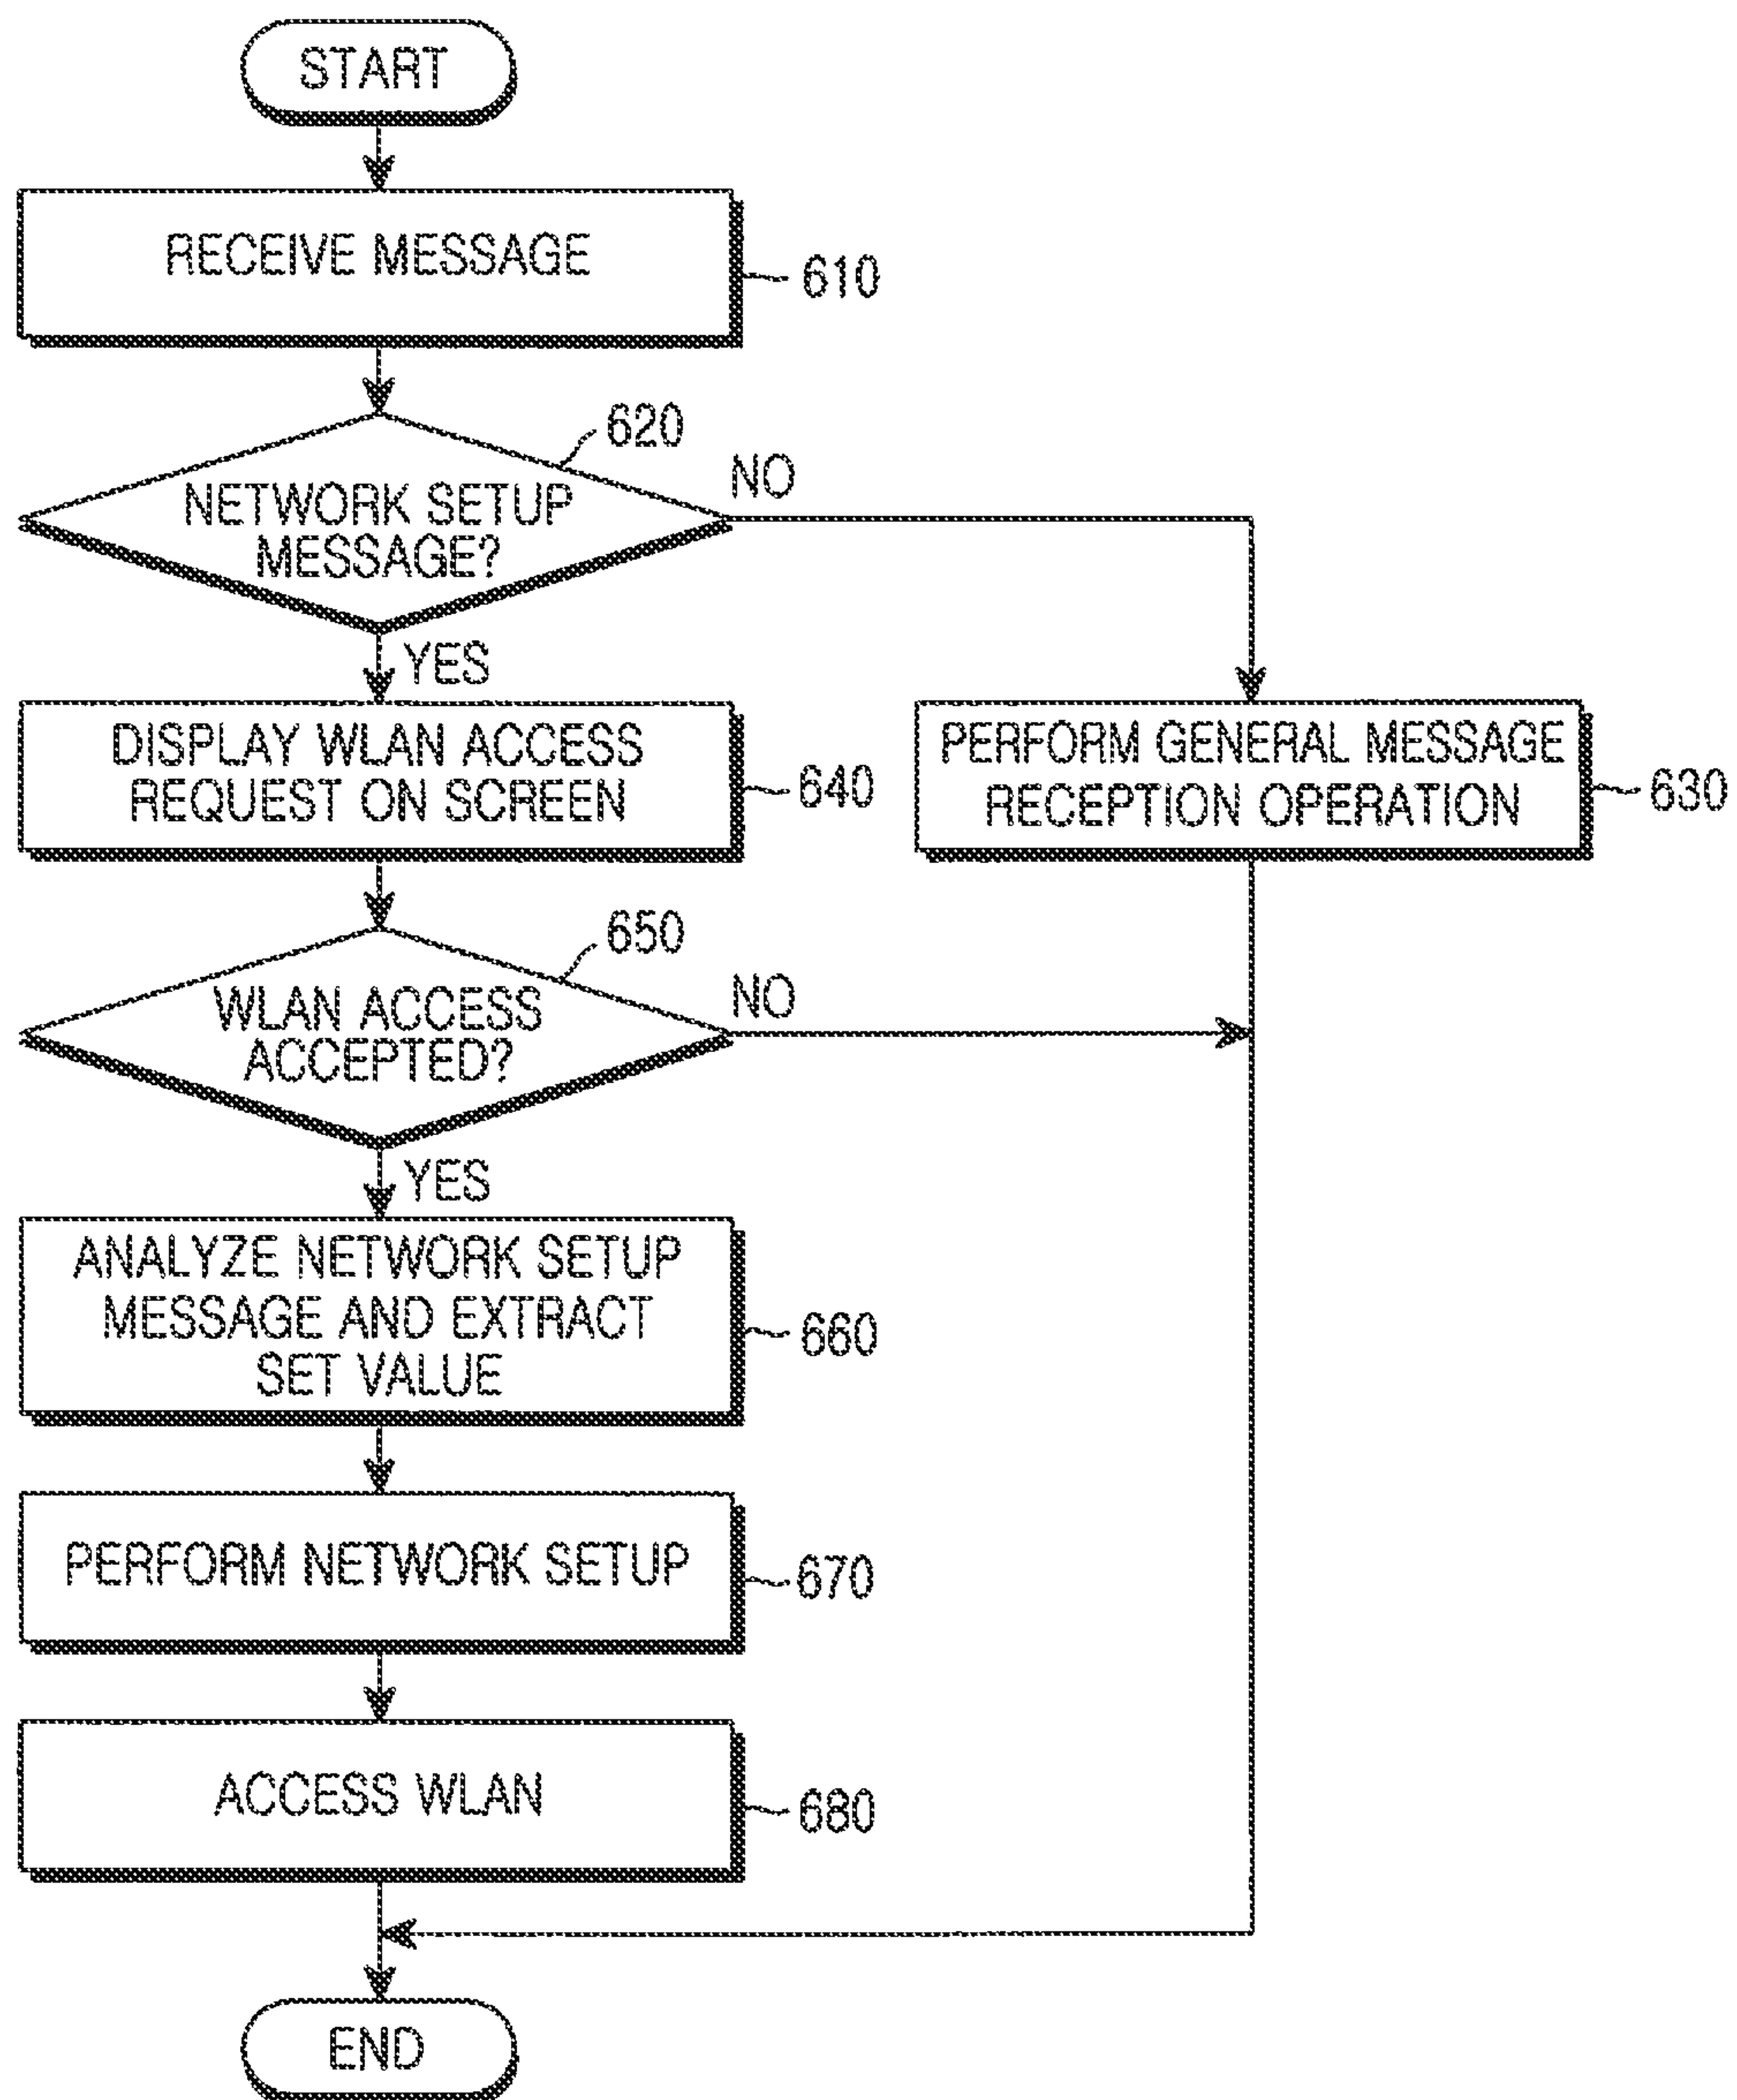 START
RECEIVE MESSAGE
610
620
NO
NETWORK SETUP
MESSAGE?
YES
DISPLAY WLAN ACCESS
REQUEST ON SCREEN
640
PERFORM GENERAL MESSAGE
RECEPTION OPERATION
630
650
NO
WLAN ACCESS
ACCEPTED?
YES
ANALYZE NETWORK SETUP
MESSAGE AND EXTRACT
SET VALUE
660
PERFORM NETWORK SETUP
670
ACCESS WLAN
680
END